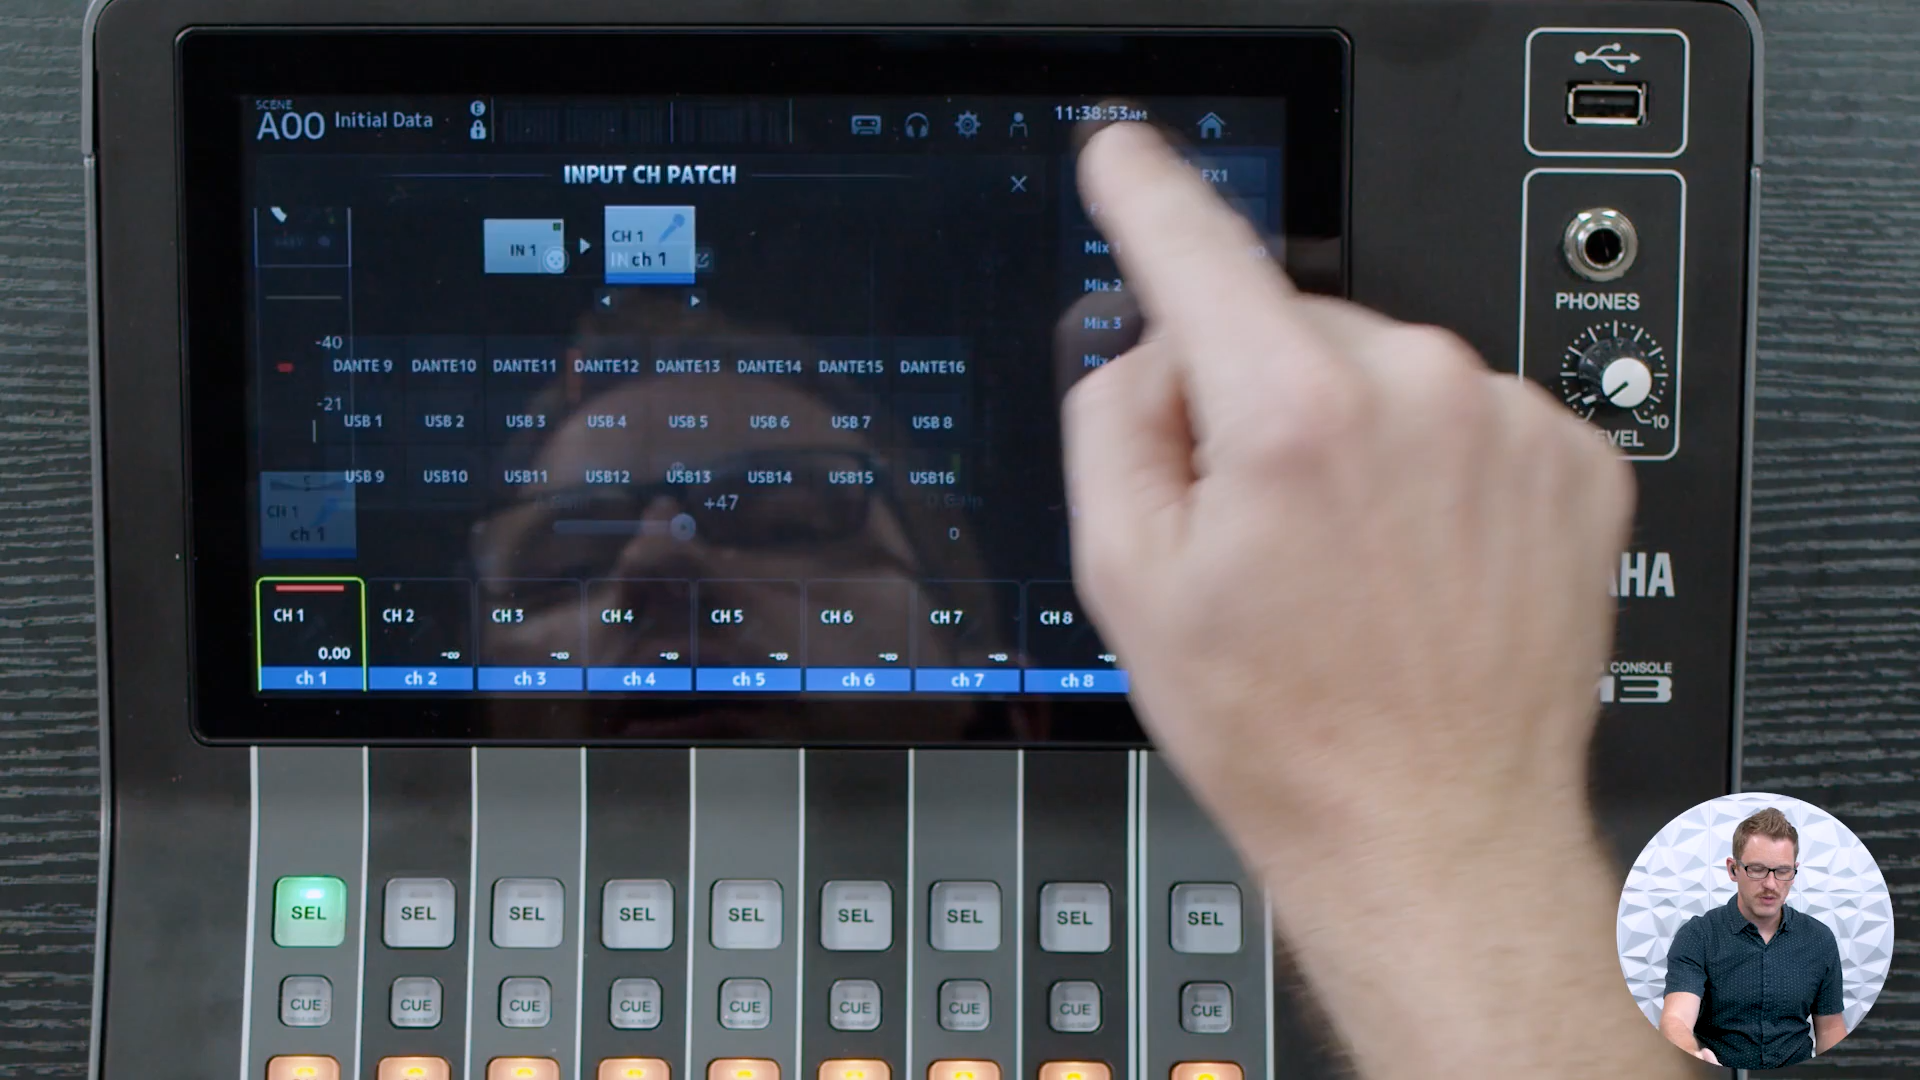 SCENE
A00 Initial Data
11:38:53AM
INPUT CH PATCH
FX1
IN 1
CH 1
ch 1
Mix 1
Mix 2
Mix 3
Mix
-40
DANTE 9 DANTE10 DANTE11 DANTE12 DANTE13 DANTE14 DANTE15 DANTE16
-21
USB 1 USB 2 USB 3 USB 4 USB 5 USB 6 USB 7 USB 8
USB 9 USB10 USB11 USB12 USB13 USB14 USB15 USB16
+47
D.Gain
0
CH 1
ch 1
CH 1 CH 2 CH 3 CH 4 CH 5 CH 6 CH 7 CH 8
0.00 -∞ -∞ -∞ -∞ -∞ -∞ -∞
ch 1 ch 2 ch 3 ch 4 ch 5 ch 6 ch 7 ch 8
PHONES
10
EVEL
AHA
CONSOLE
SEL SEL SEL SEL SEL SEL SEL SEL SEL
CUE CUE CUE CUE CUE CUE CUE CUE CUE